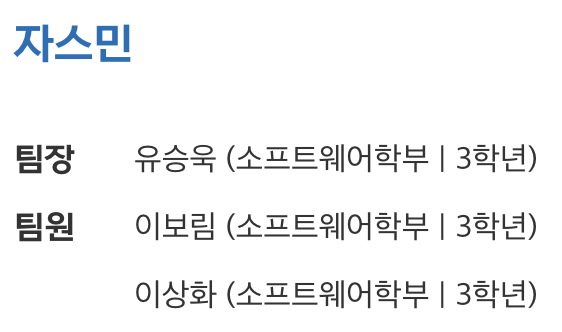 자스민
팀장 유승욱 (소프트웨어학부 | 3학년)
팀원 이보림 (소프트웨어학부 | 3학년)
이상화 (소프트웨어학부 | 3학년)